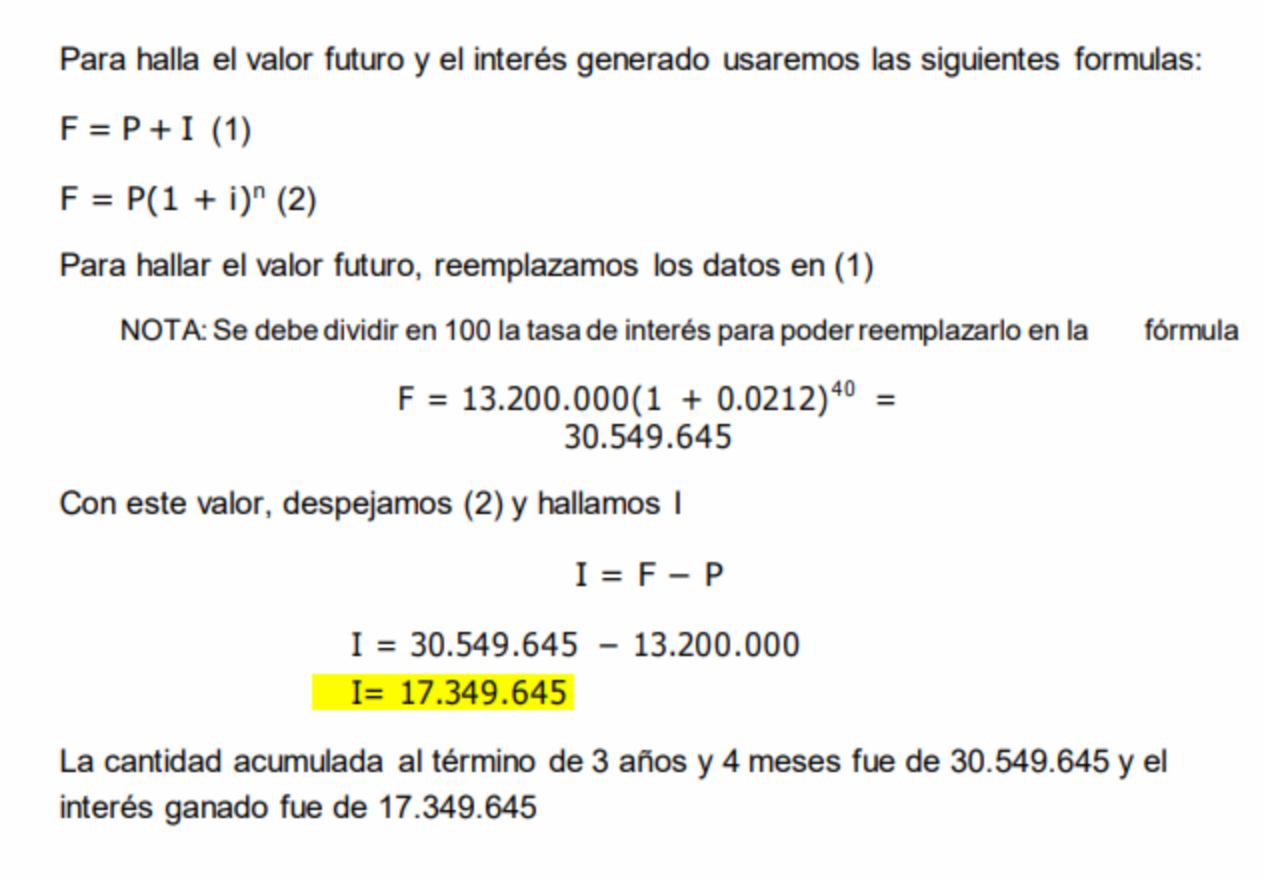 Para halla el valor futuro y el interés generado usaremos las siguientes formulas:
F = P + I (1)
F = P(1 + i)ⁿ (2)
Para hallar el valor futuro, reemplazamos los datos en (1)
NOTA: Se debe dividir en 100 la tasa de interés para poder reemplazarlo en la fórmula
F = 13.200.000(1 + 0.0212)⁴⁰ =
30.549.645
Con este valor, despejamos (2) y hallamos I
I = F − P
I = 30.549.645 − 13.200.000
I= 17.349.645
La cantidad acumulada al término de 3 años y 4 meses fue de 30.549.645 y el
interés ganado fue de 17.349.645